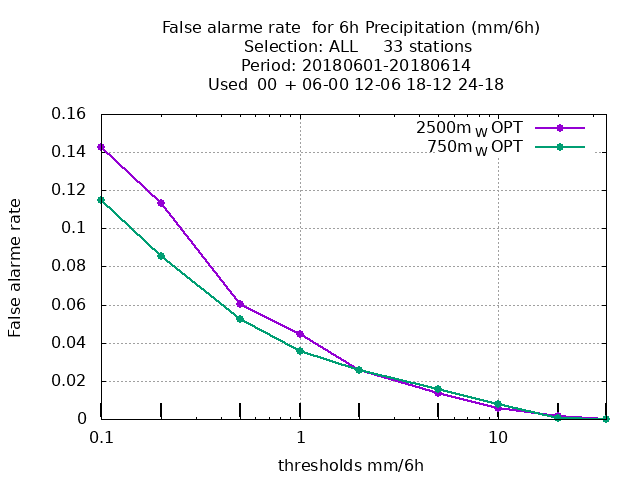 False alarme rate  for 6h Precipitation (mm/6h)
Selection: ALL     33 stations
Period: 20180601-20180614
Used  00  + 06-00 12-06 18-12 24-18
2500m W OPT
750m W OPT
0.16
0.14
0.12
0.1
0.08
0.06
0.04
0.02
0
False alarme rate
0.1
1
10
thresholds mm/6h